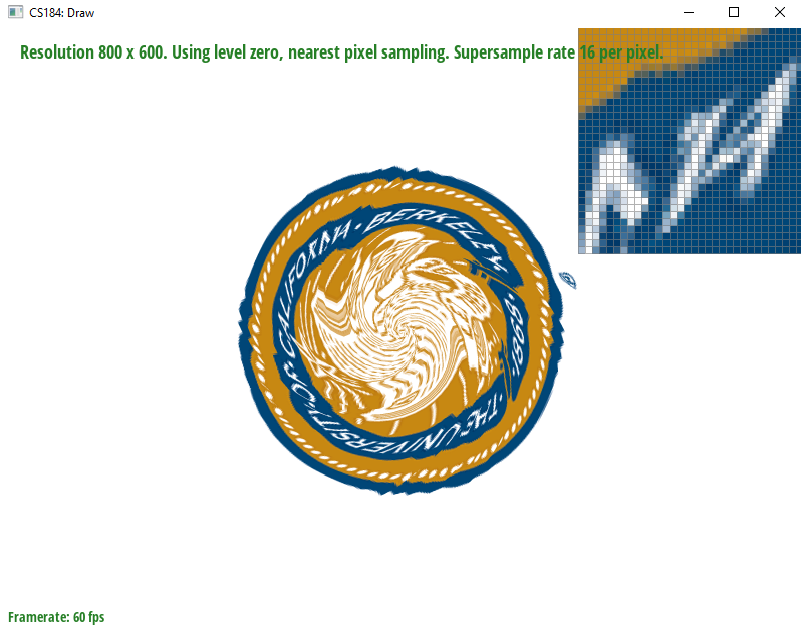 CS184: Draw
Resolution 800 x 600. Using level zero, nearest pixel sampling. Supersample rate 16 per pixel.
· CALIFORNIA · BERKELEY ·
· 1868 ·
THE UNIVERSITY OF
Framerate: 60 fps